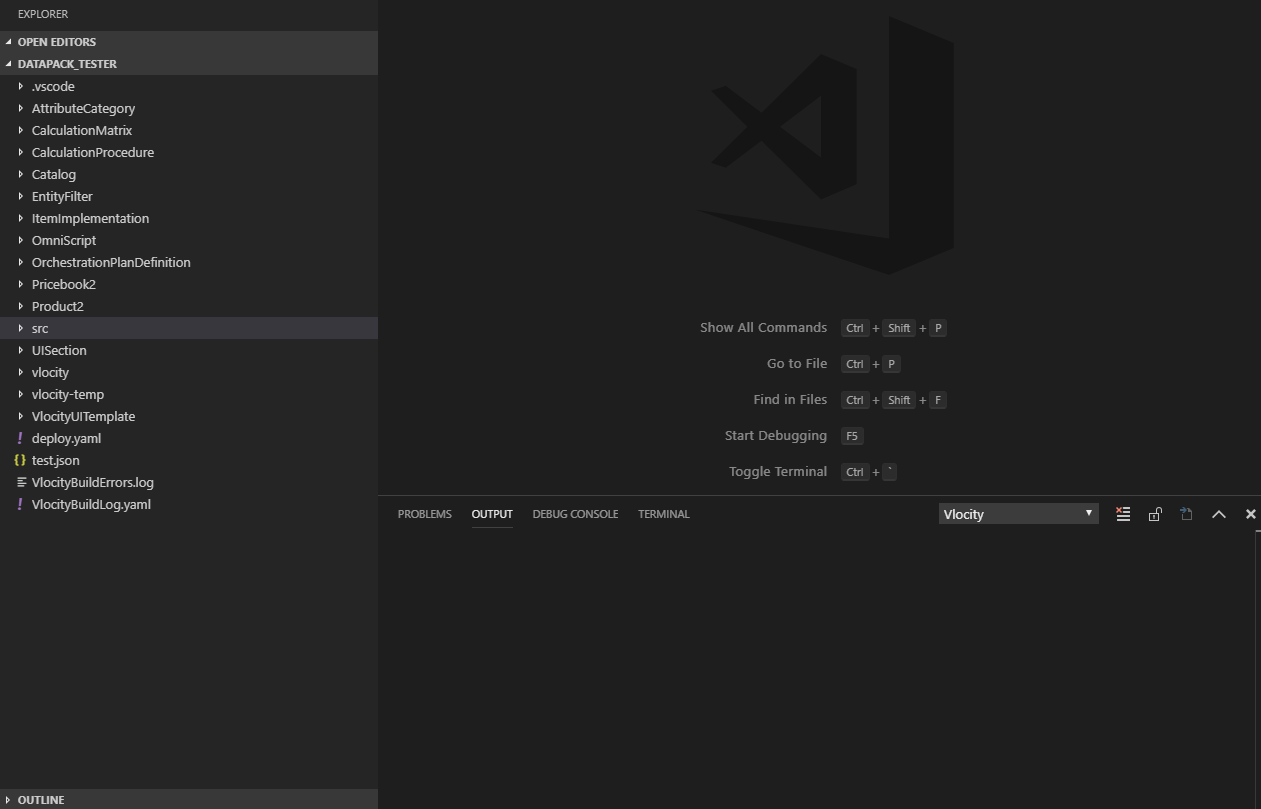 EXPLORER
OPEN EDITORS
DATAPACK_TESTER
.vscode
AttributeCategory
CalculationMatrix
CalculationProcedure
Catalog
EntityFilter
ItemImplementation
OmniScript
OrchestrationPlanDefinition
Pricebook2
Product2
src
UISection
vlocity
vlocity-temp
VlocityUITemplate
! deploy.yaml
{} test.json
VlocityBuildErrors.log
! VlocityBuildLog.yaml
OUTLINE
Show All Commands Ctrl + Shift + P
Go to File Ctrl + P
Find in Files Ctrl + Shift + F
Start Debugging F5
Toggle Terminal Ctrl + `
PROBLEMS OUTPUT DEBUG CONSOLE TERMINAL Vlocity